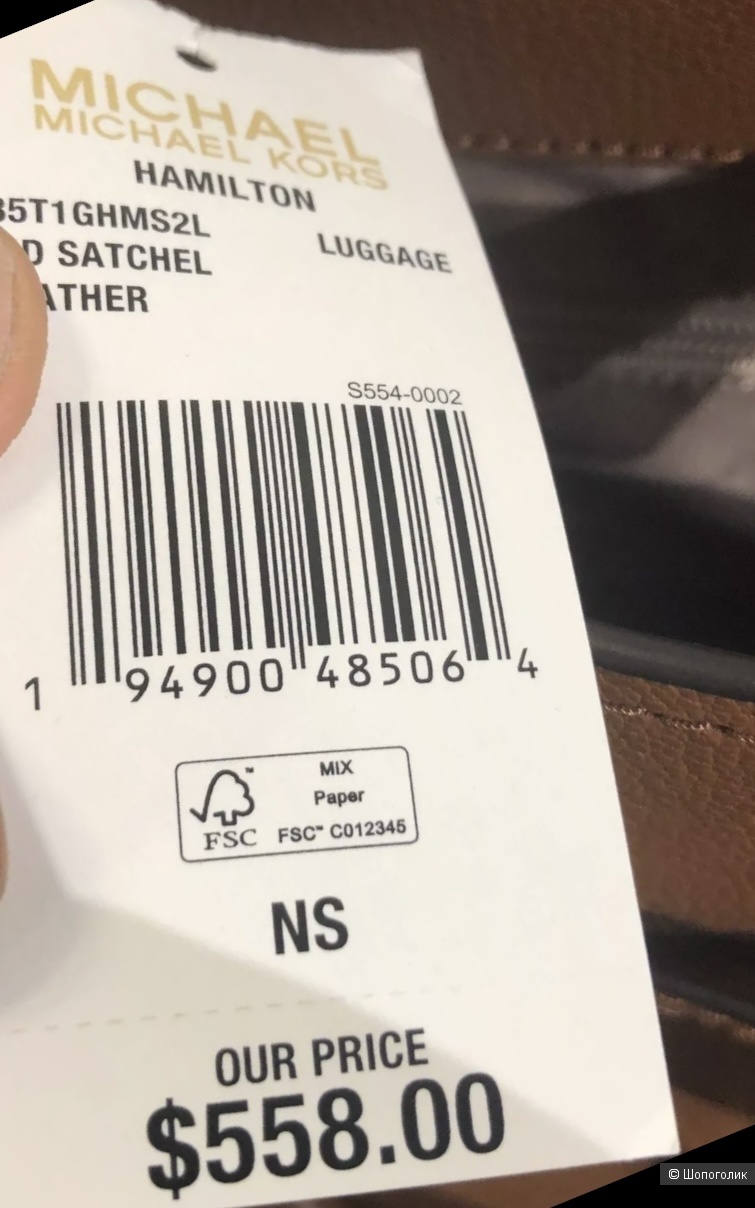 MICHAEL
MICHAEL KORS
HAMILTON
35T1GHMS2L
LUGGAGE
D SATCHEL
ATHER
S554-0002
1 94900 48506 4
MIX
Paper
FSC™ C012345
FSC
NS
OUR PRICE
$558.00
© Шопоголик